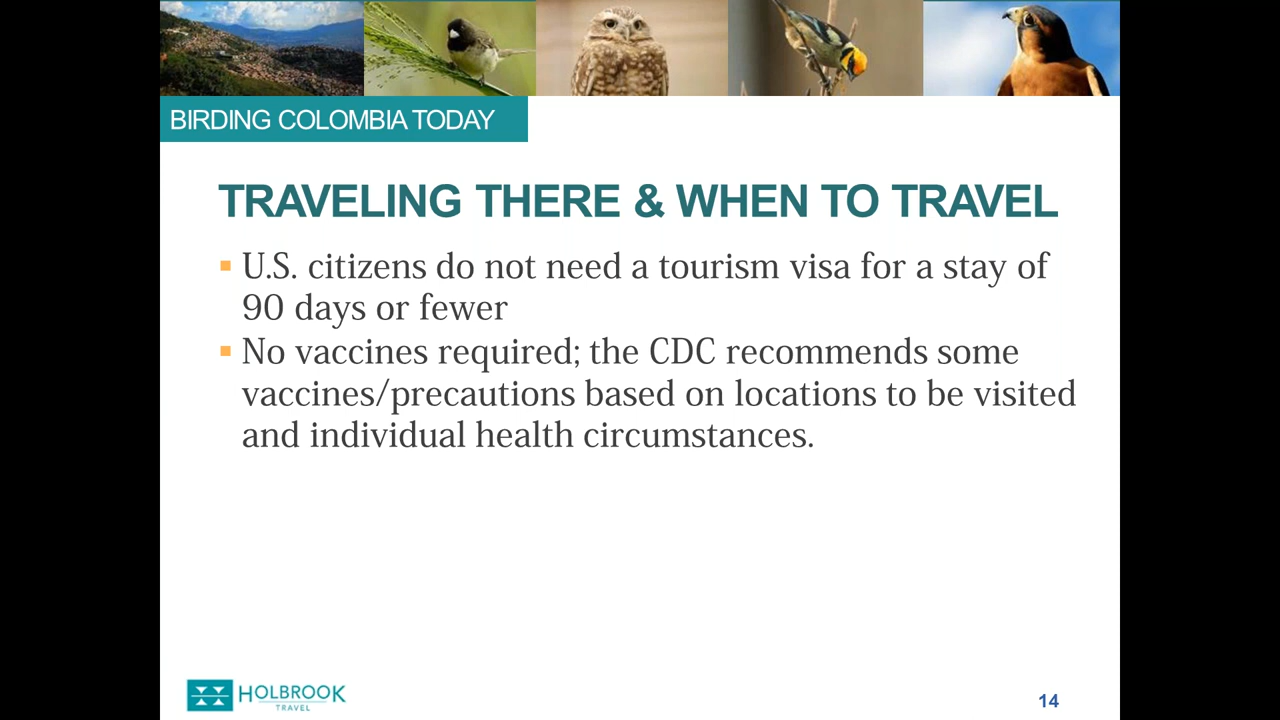 BIRDING COLOMBIA TODAY
TRAVELING THERE & WHEN TO TRAVEL
▪ U.S. citizens do not need a tourism visa for a stay of
90 days or fewer
▪ No vaccines required; the CDC recommends some
vaccines/precautions based on locations to be visited
and individual health circumstances.
HOLBROOK
TRAVEL
14